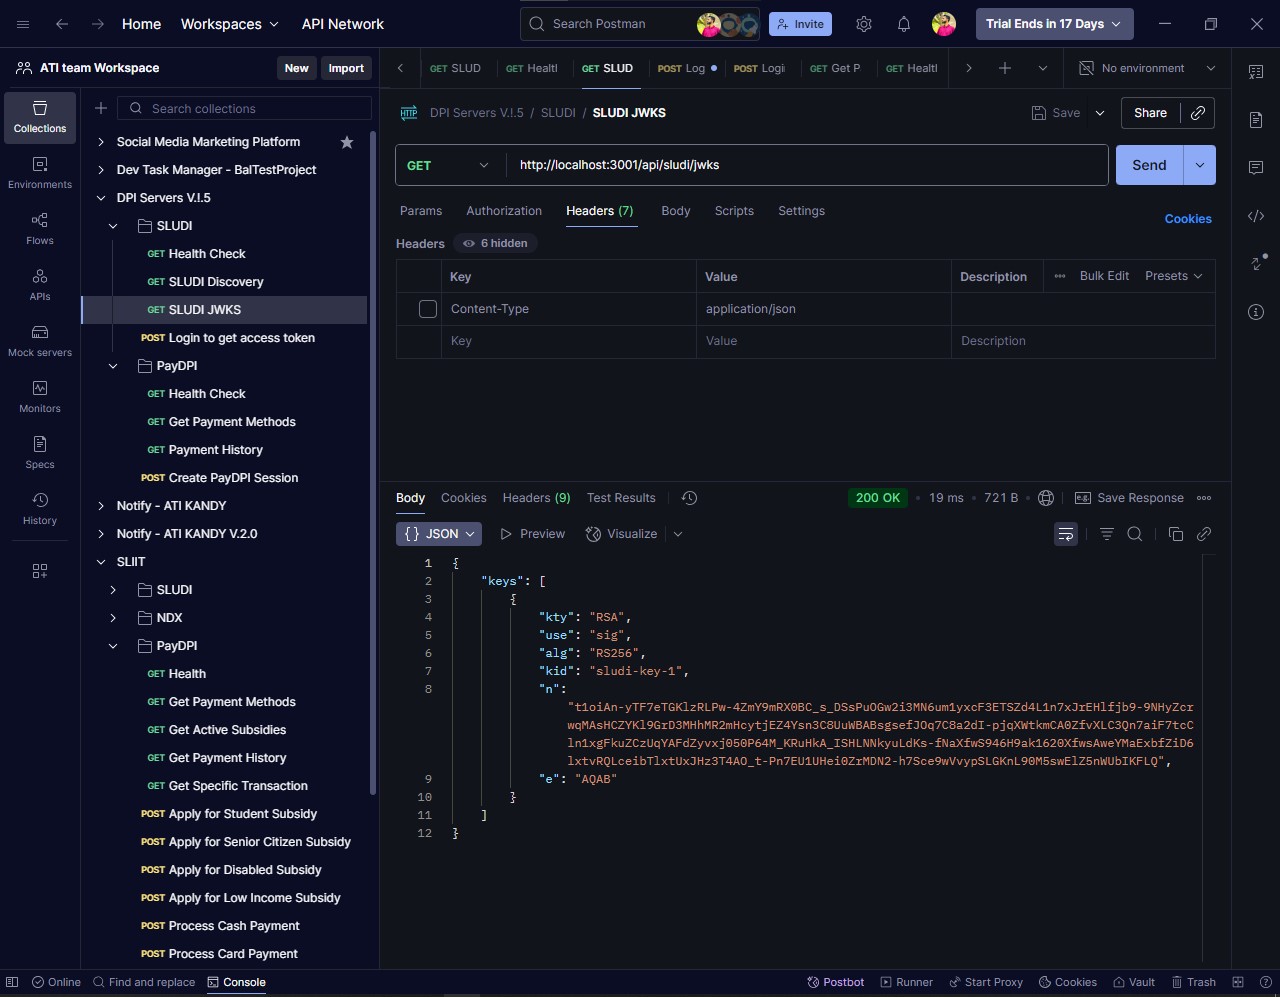 Home
Workspaces
API Network
Search Postman
Invite
Trial Ends in 17 Days
ATI team Workspace
New
Import
GET SLUD
GET Healtl
GET SLUD
POST Log
POST Logi
GET Get P
GET Healtl
No environment
Collections
Environments
Flows
APIs
Mock servers
Monitors
Specs
History
Search collections
Social Media Marketing Platform
Dev Task Manager - BalTestProject
DPI Servers V.!.5
SLUDI
GET Health Check
GET SLUDI Discovery
GET SLUDI JWKS
POST Login to get access token
PayDPI
GET Health Check
GET Get Payment Methods
GET Payment History
POST Create PayDPI Session
Notify - ATI KANDY
Notify - ATI KANDY V.2.0
SLIIT
SLUDI
NDX
PayDPI
GET Health
GET Get Payment Methods
GET Get Active Subsidies
GET Get Payment History
GET Get Specific Transaction
POST Apply for Student Subsidy
POST Apply for Senior Citizen Subsidy
POST Apply for Disabled Subsidy
POST Apply for Low Income Subsidy
POST Process Cash Payment
POST Process Card Payment
HTTP DPI Servers V.!.5 / SLUDI / SLUDI JWKS
Save
Share
GET http://localhost:3001/api/sludi/jwks
Send
Params Authorization Headers (7) Body Scripts Settings
Cookies
Headers 6 hidden
Key Value Description Bulk Edit Presets
Content-Type application/json
Key Value Description
Body Cookies Headers (9) Test Results
200 OK • 19 ms • 721 B • e.g. Save Response
{} JSON Preview Visualize
1 {
2 "keys": [
3 {
4 "kty": "RSA",
5 "use": "sig",
6 "alg": "RS256",
7 "kid": "sludi-key-1",
8 "n":
"t1oiAn-yTF7eTGKlzRLPw-4ZmY9mRX0BC_s_DSsPuOGw2i3MN6um1yxcF3ETSZd4L1n7xJrEHlfjb9-9NHyZcr
wqMAsHCZYKl9GrD3MHhMR2mHcytjEZ4Ysn3C8UuWBABsgsefJOq7C8a2dI-pjqXWtkmCA0ZfvXLC3Qn7aiF7tcC
ln1xgFkuZCzUqYAFdZyvxj050P64M_KRuHkA_ISHLNNkyuLdKs-fNaXfwS946H9ak1620XfwsAweYMaExbfZiD6
lxtvRQLceibTlxtUxJHz3T4AO_t-Pn7EU1UHei0ZrMDN2-h7Sce9wVvypSLGKnL90M5swElZ5nWUbIKFLQ",
9 "e": "AQAB"
10 }
11 ]
12 }
Online
Find and replace
Console
Postbot
Runner
Start Proxy
Cookies
Vault
Trash